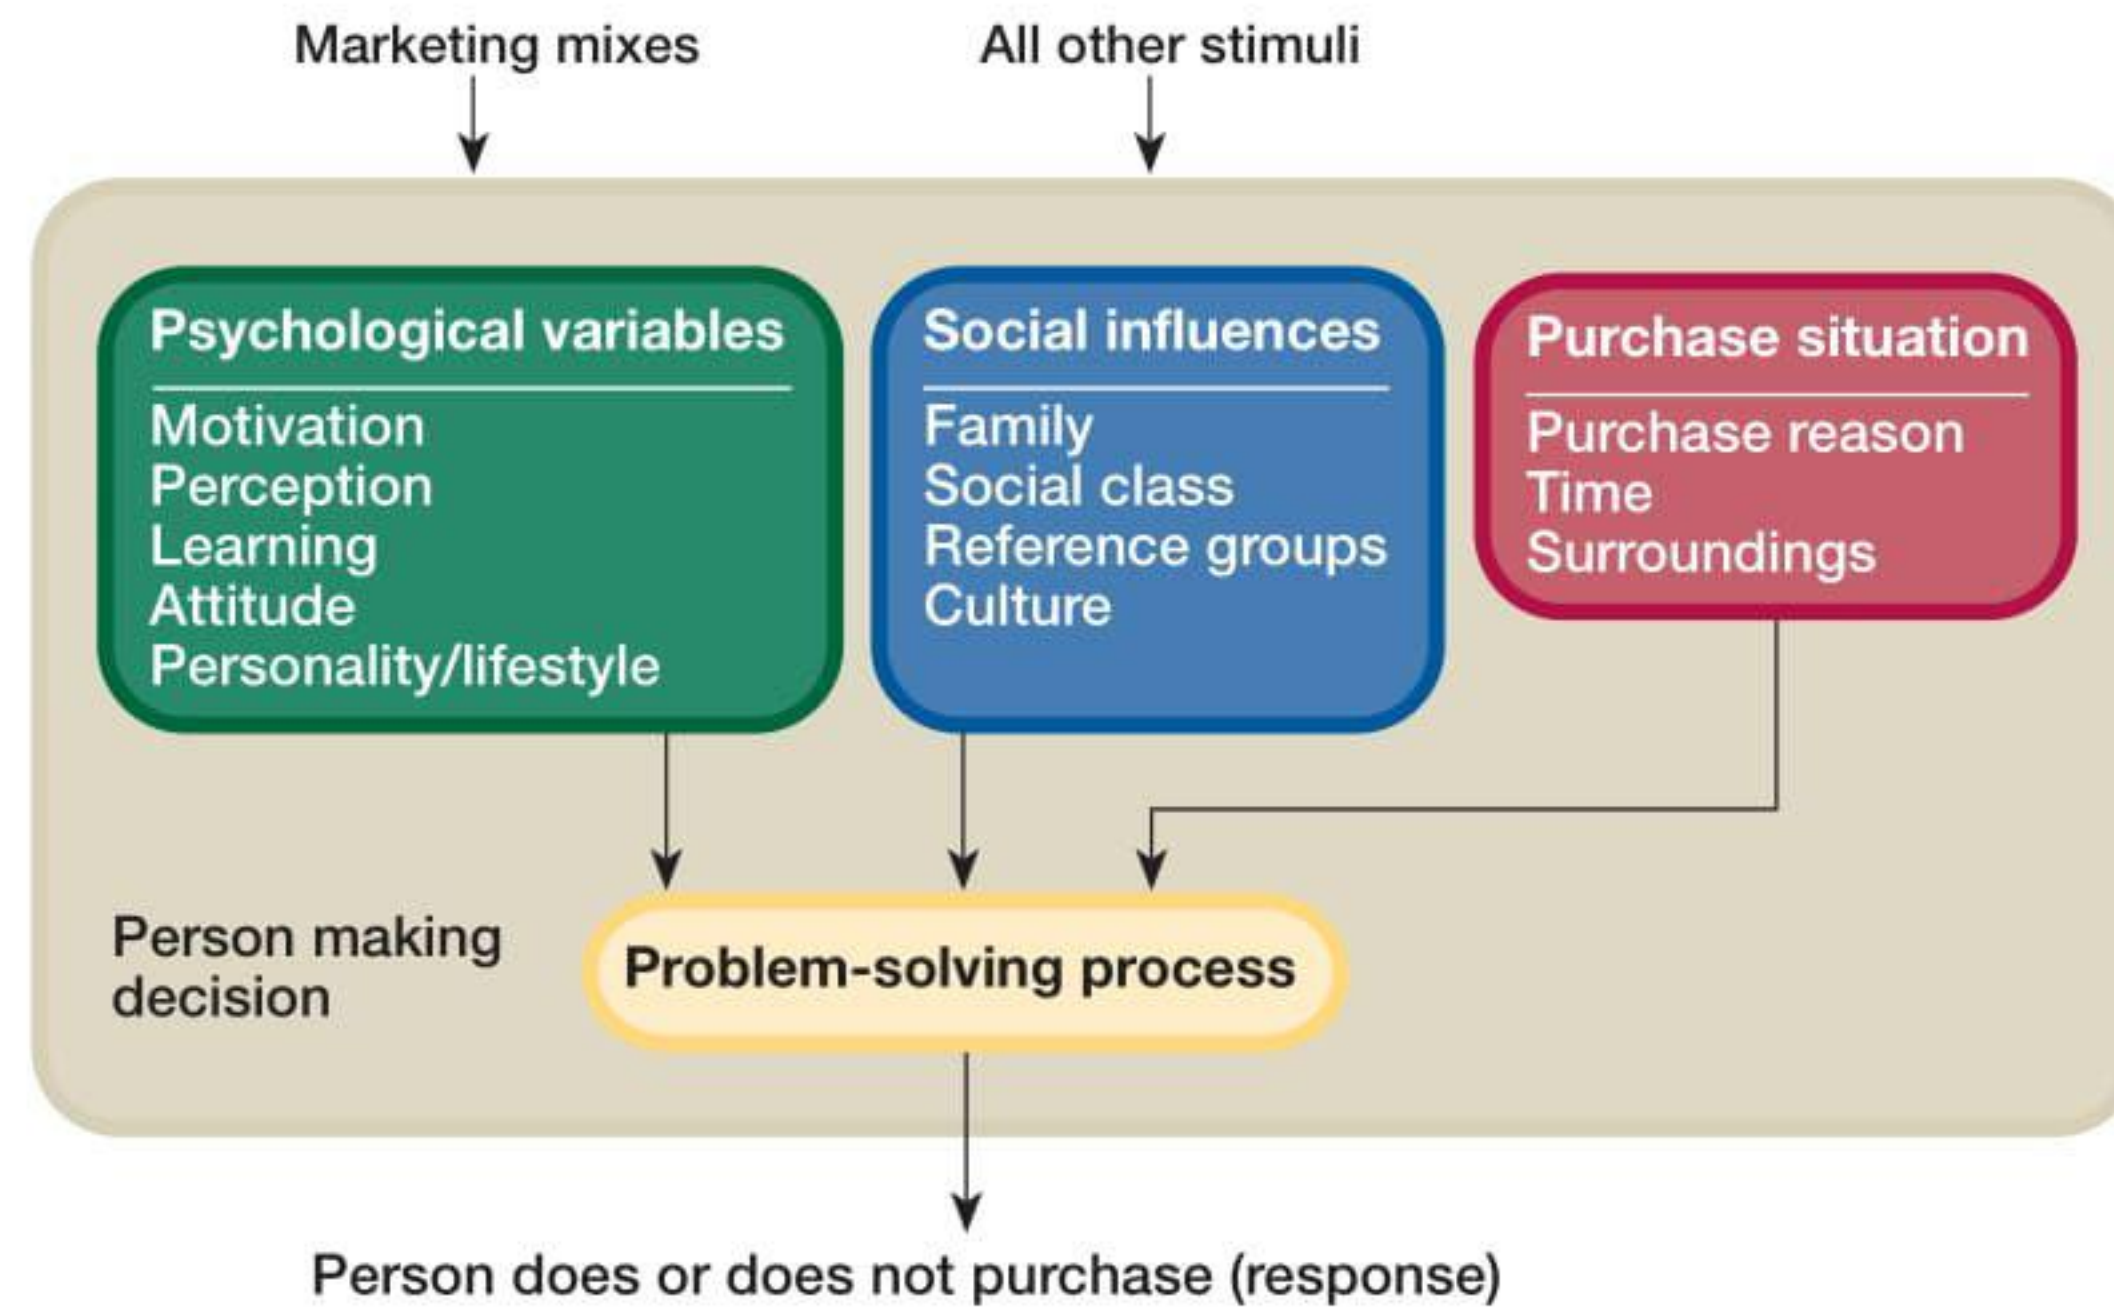 Marketing mixes
All other stimuli
Psychological variables
Motivation
Perception
Learning
Attitude
Personality/lifestyle
Social influences
Family
Social class
Reference groups
Culture
Purchase situation
Purchase reason
Time
Surroundings
Person making
decision
Problem-solving process
Person does or does not purchase (response)